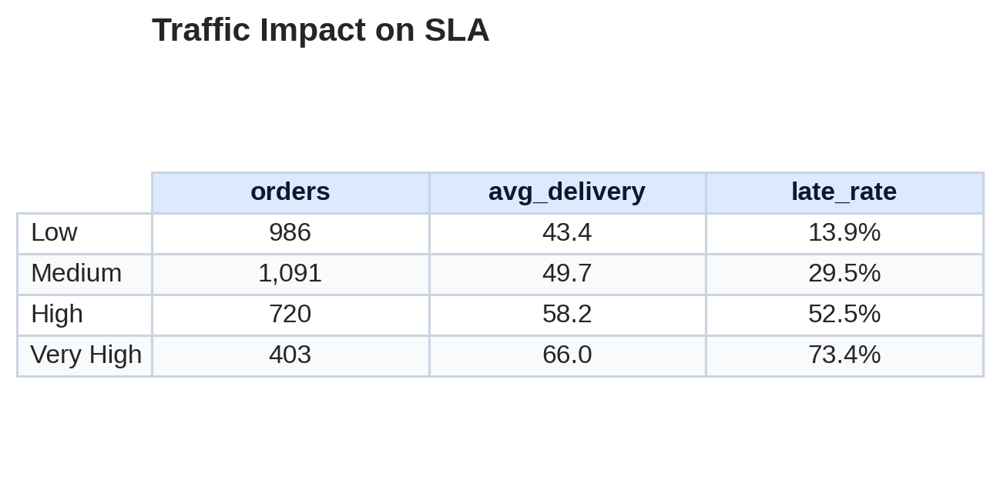 Traffic Impact on SLA
orders avg_delivery late_rate
Low 986 43.4 13.9%
Medium 1,091 49.7 29.5%
High 720 58.2 52.5%
Very High 403 66.0 73.4%